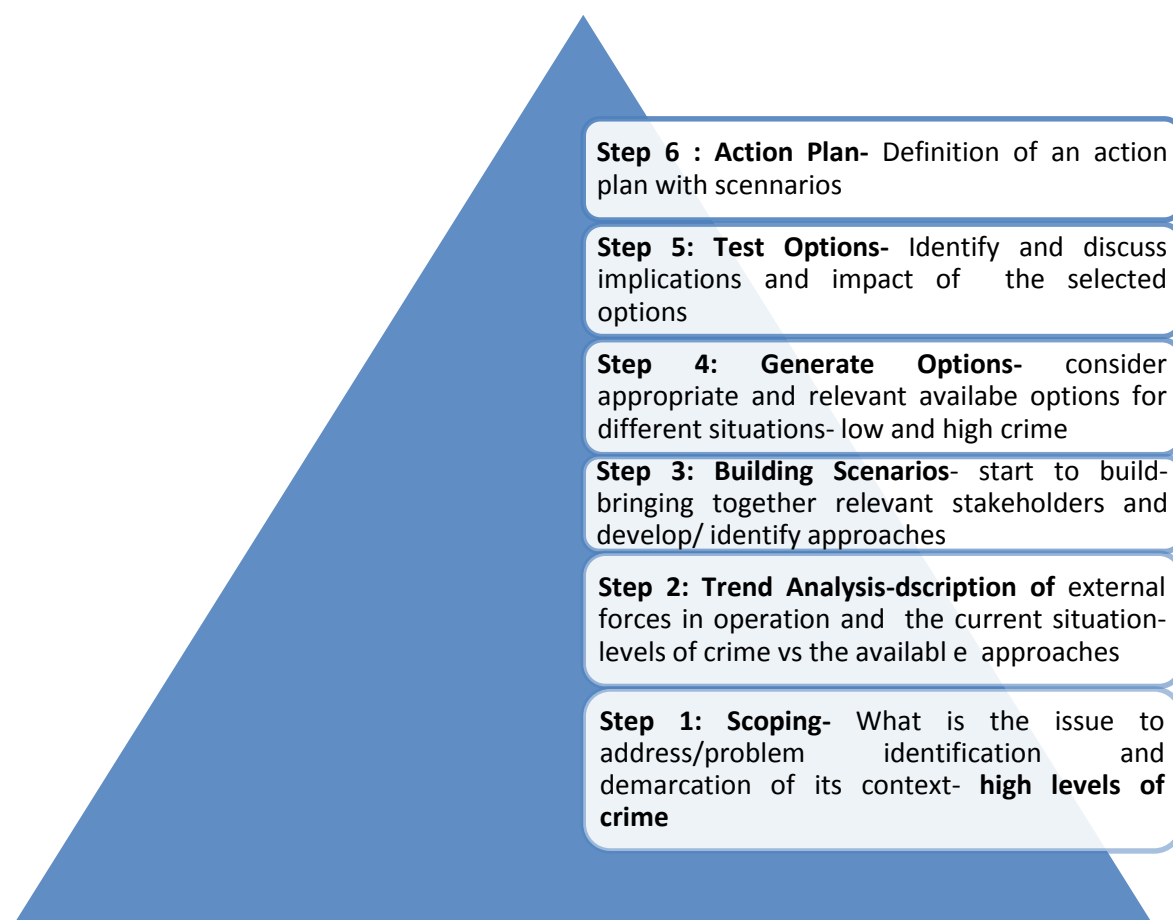 Step 6 : Action Plan- Definition of an action
plan with scennarios
Step 5: Test Options- Identify and discuss
implications and impact of the selected
options
Step 4: Generate Options- consider
appropriate and relevant availabe options for
different situations- low and high crime
Step 3: Building Scenarios- start to build-
bringing together relevant stakeholders and
develop/ identify approaches
Step 2: Trend Analysis-dscription of external
forces in operation and the current situation-
levels of crime vs the availabl e approaches
Step 1: Scoping- What is the issue to
address/problem identification and
demarcation of its context- high levels of
crime